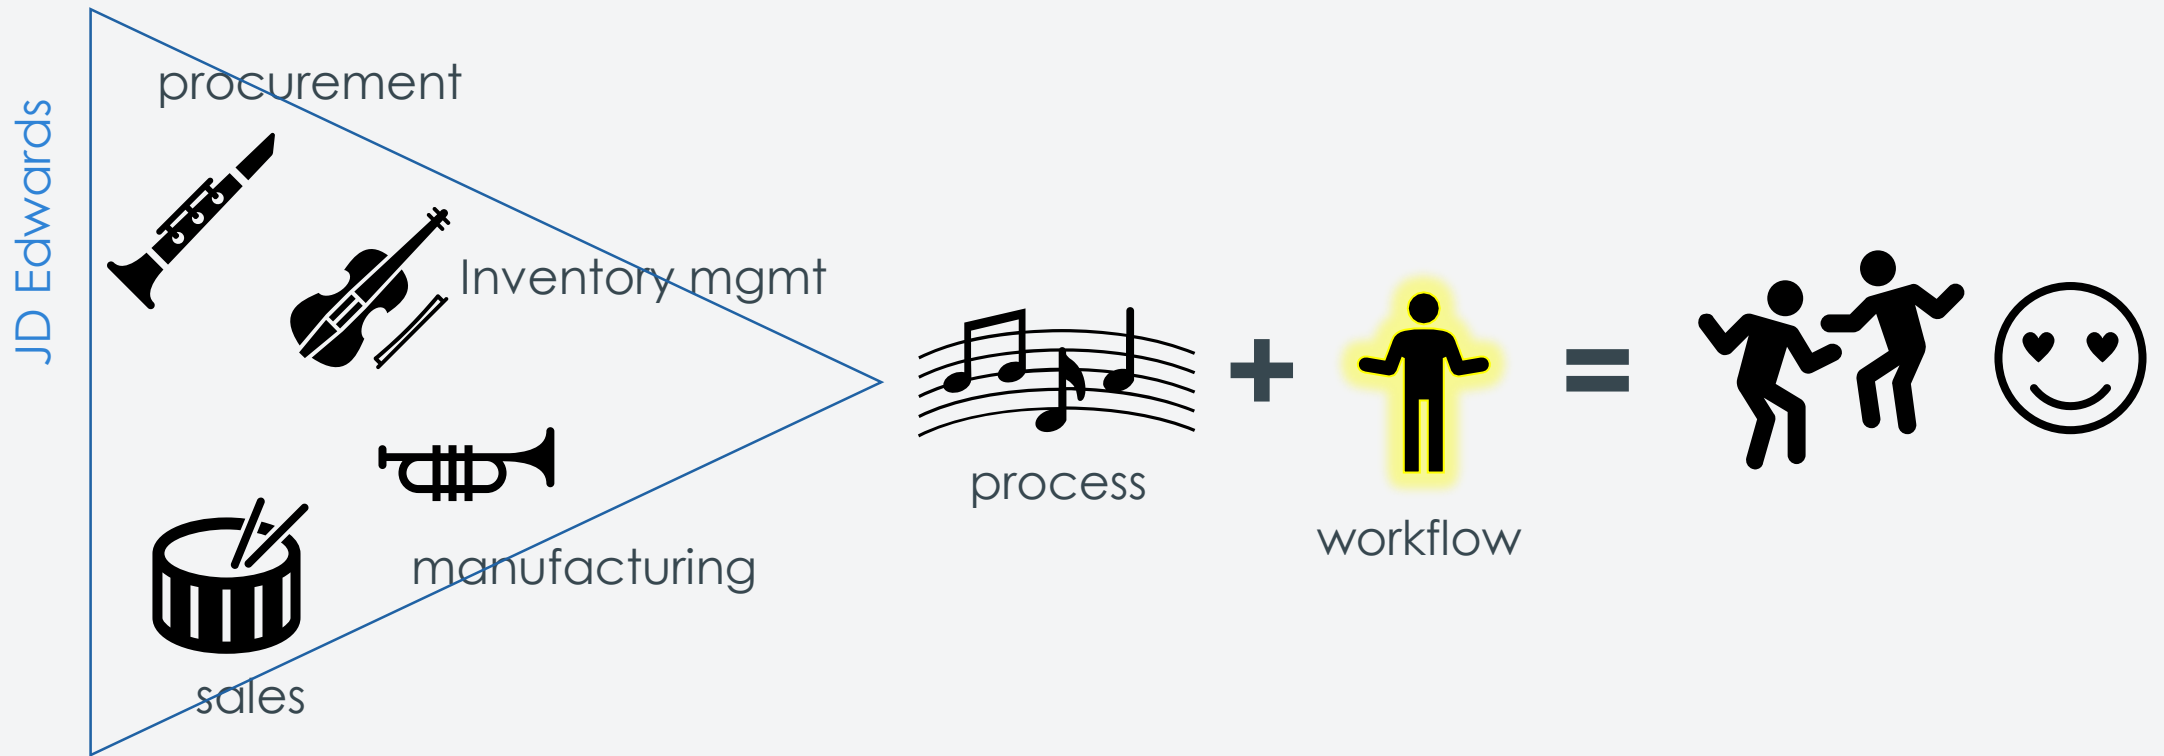 JD Edwards
procurement
Inventory mgmt
manufacturing
sales
process
+
workflow
=